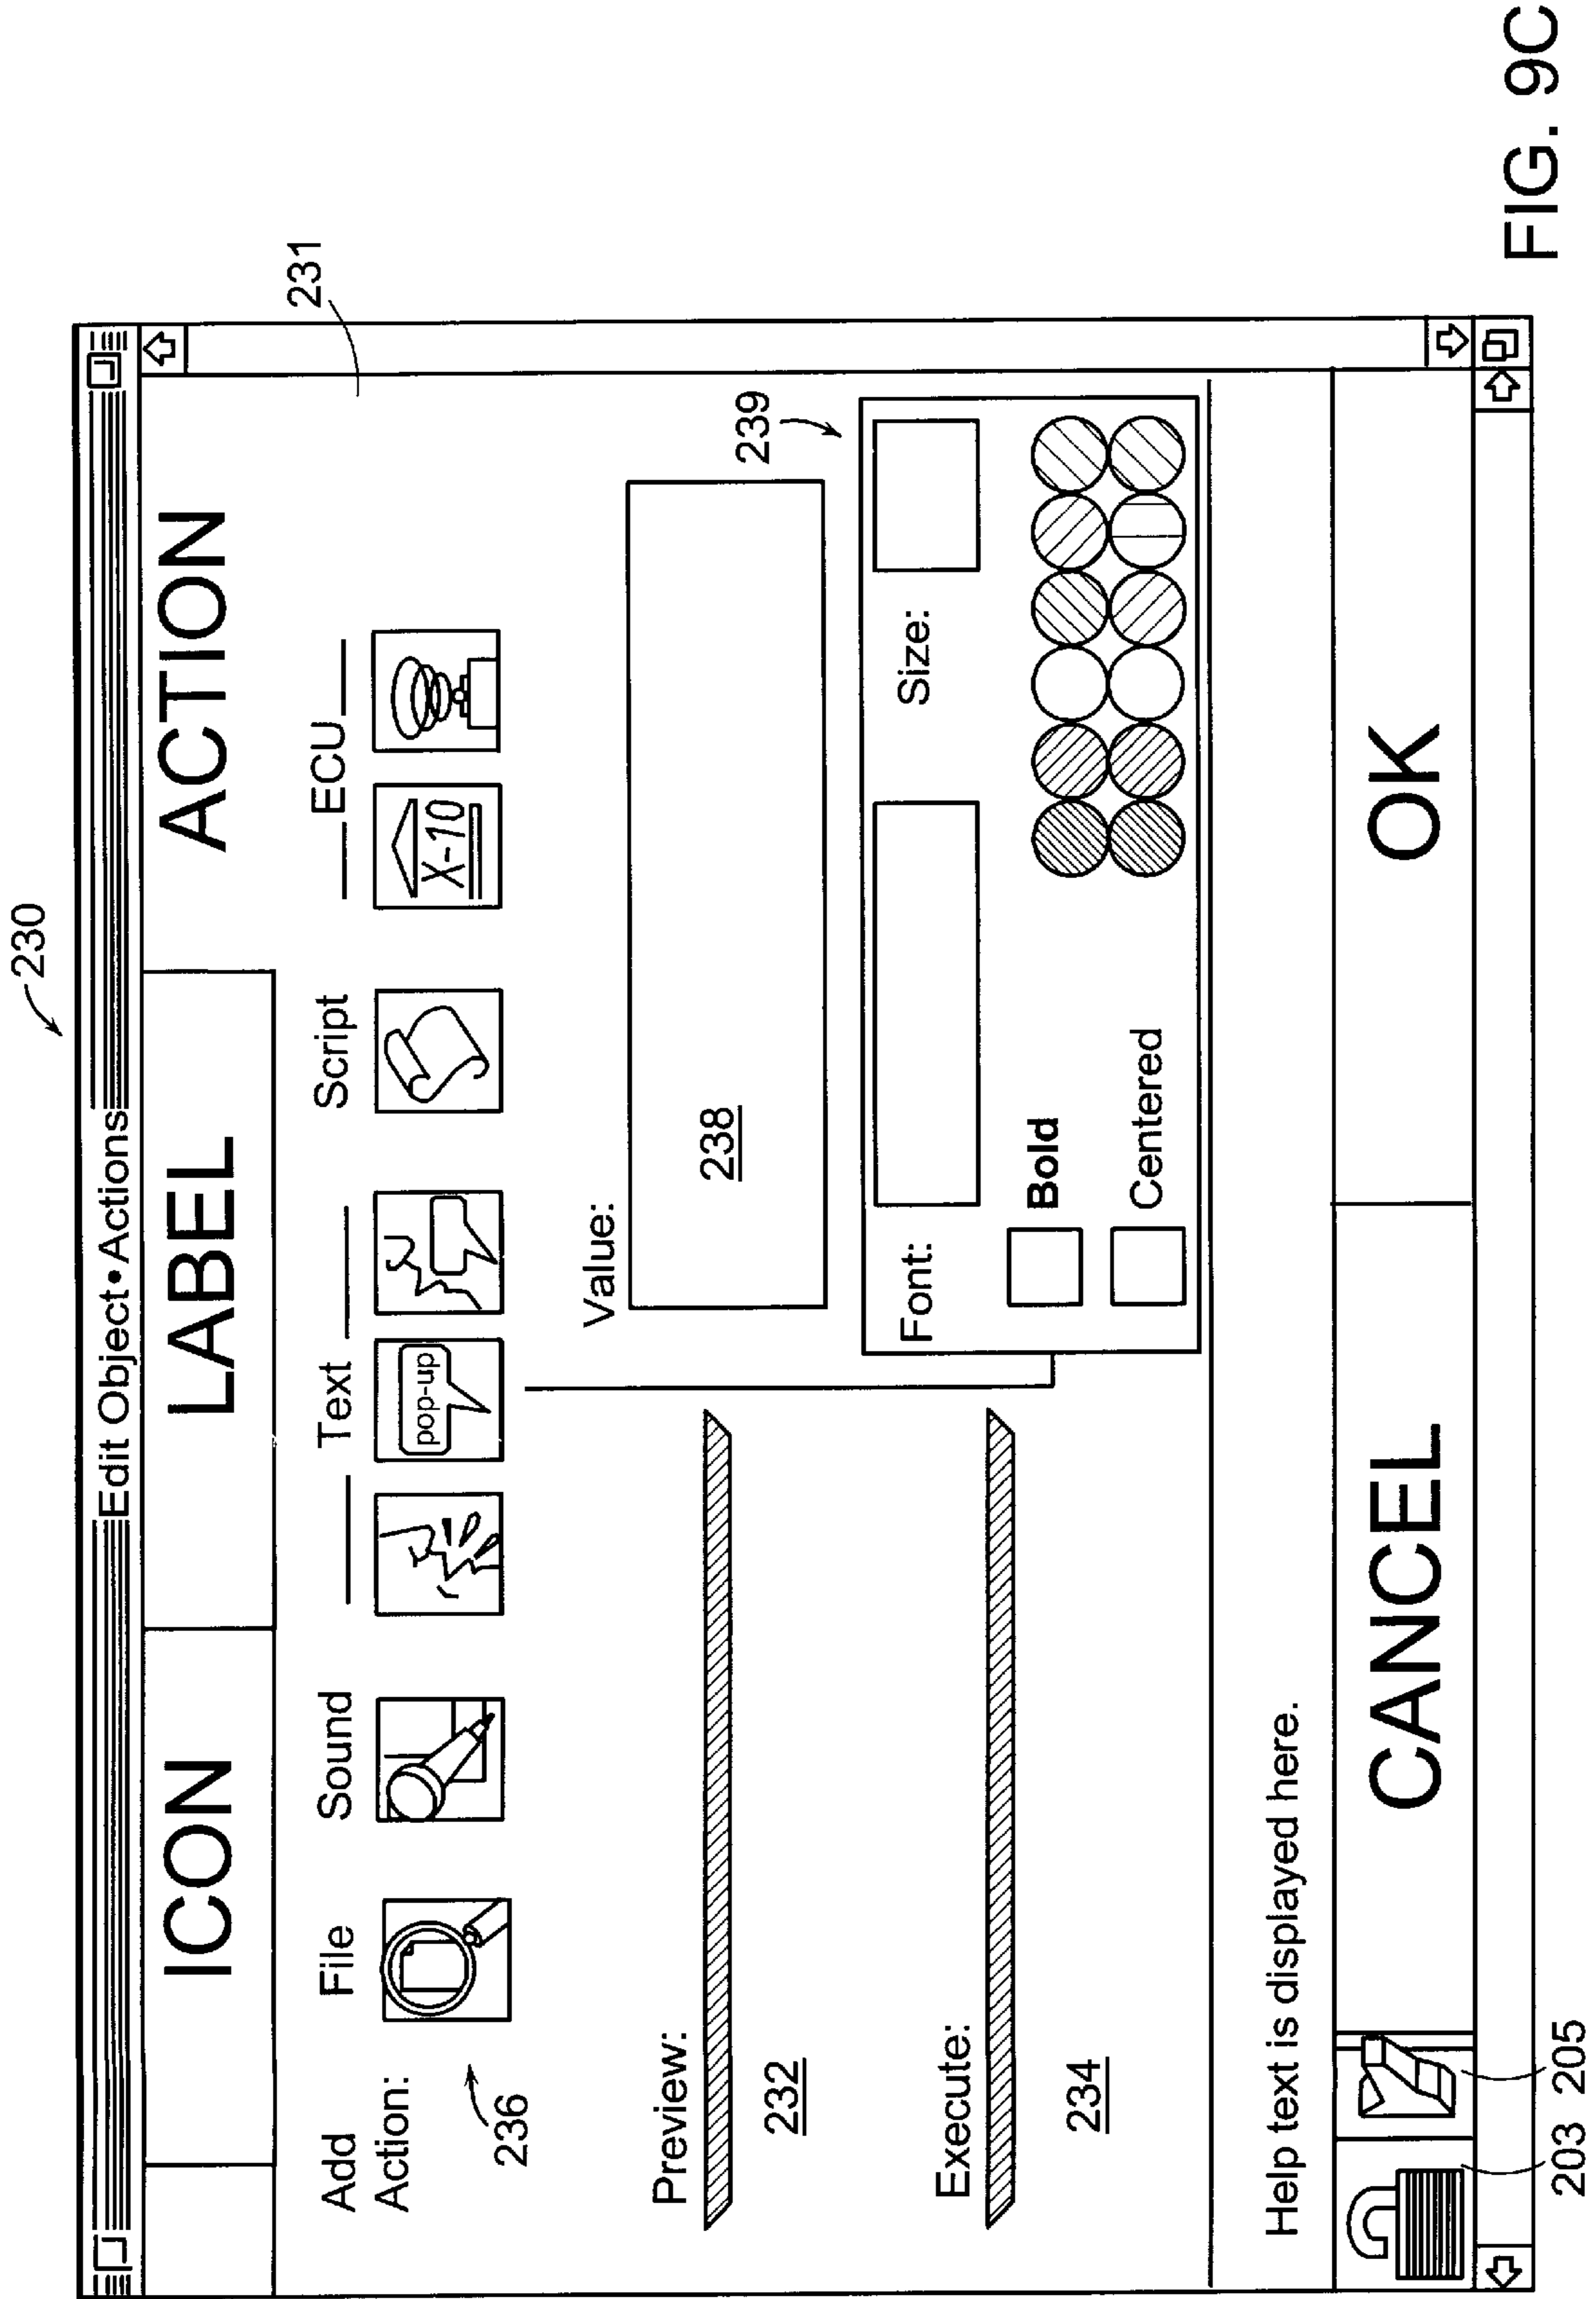 230
Edit Object•Actions
ICON LABEL ACTION
231
Add Action:
File Sound Text Script ECU
pop-up
X-10
236
Preview:
232
Execute:
234
Value:
238
239
Font: Size:
Bold
Centered
Help text is displayed here.
CANCEL OK
203 205
FIG. 9C